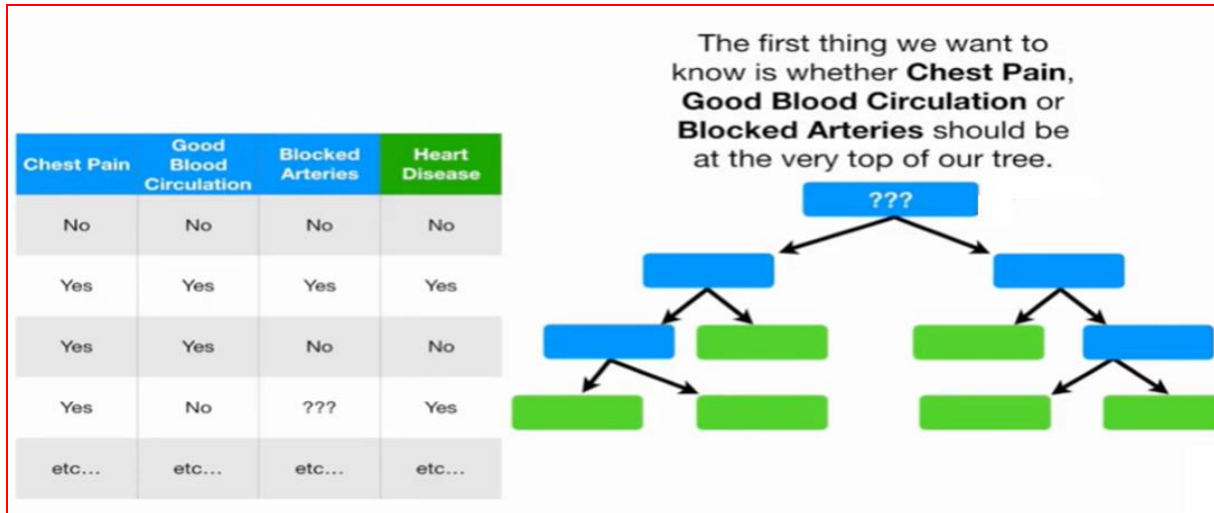 The first thing we want to
know is whether Chest Pain,
Good Blood Circulation or
Blocked Arteries should be
at the very top of our tree.
???
Chest Pain Good Blood Circulation Blocked Arteries Heart Disease
No No No No
Yes Yes Yes Yes
Yes Yes No No
Yes No ??? Yes
etc... etc... etc... etc...